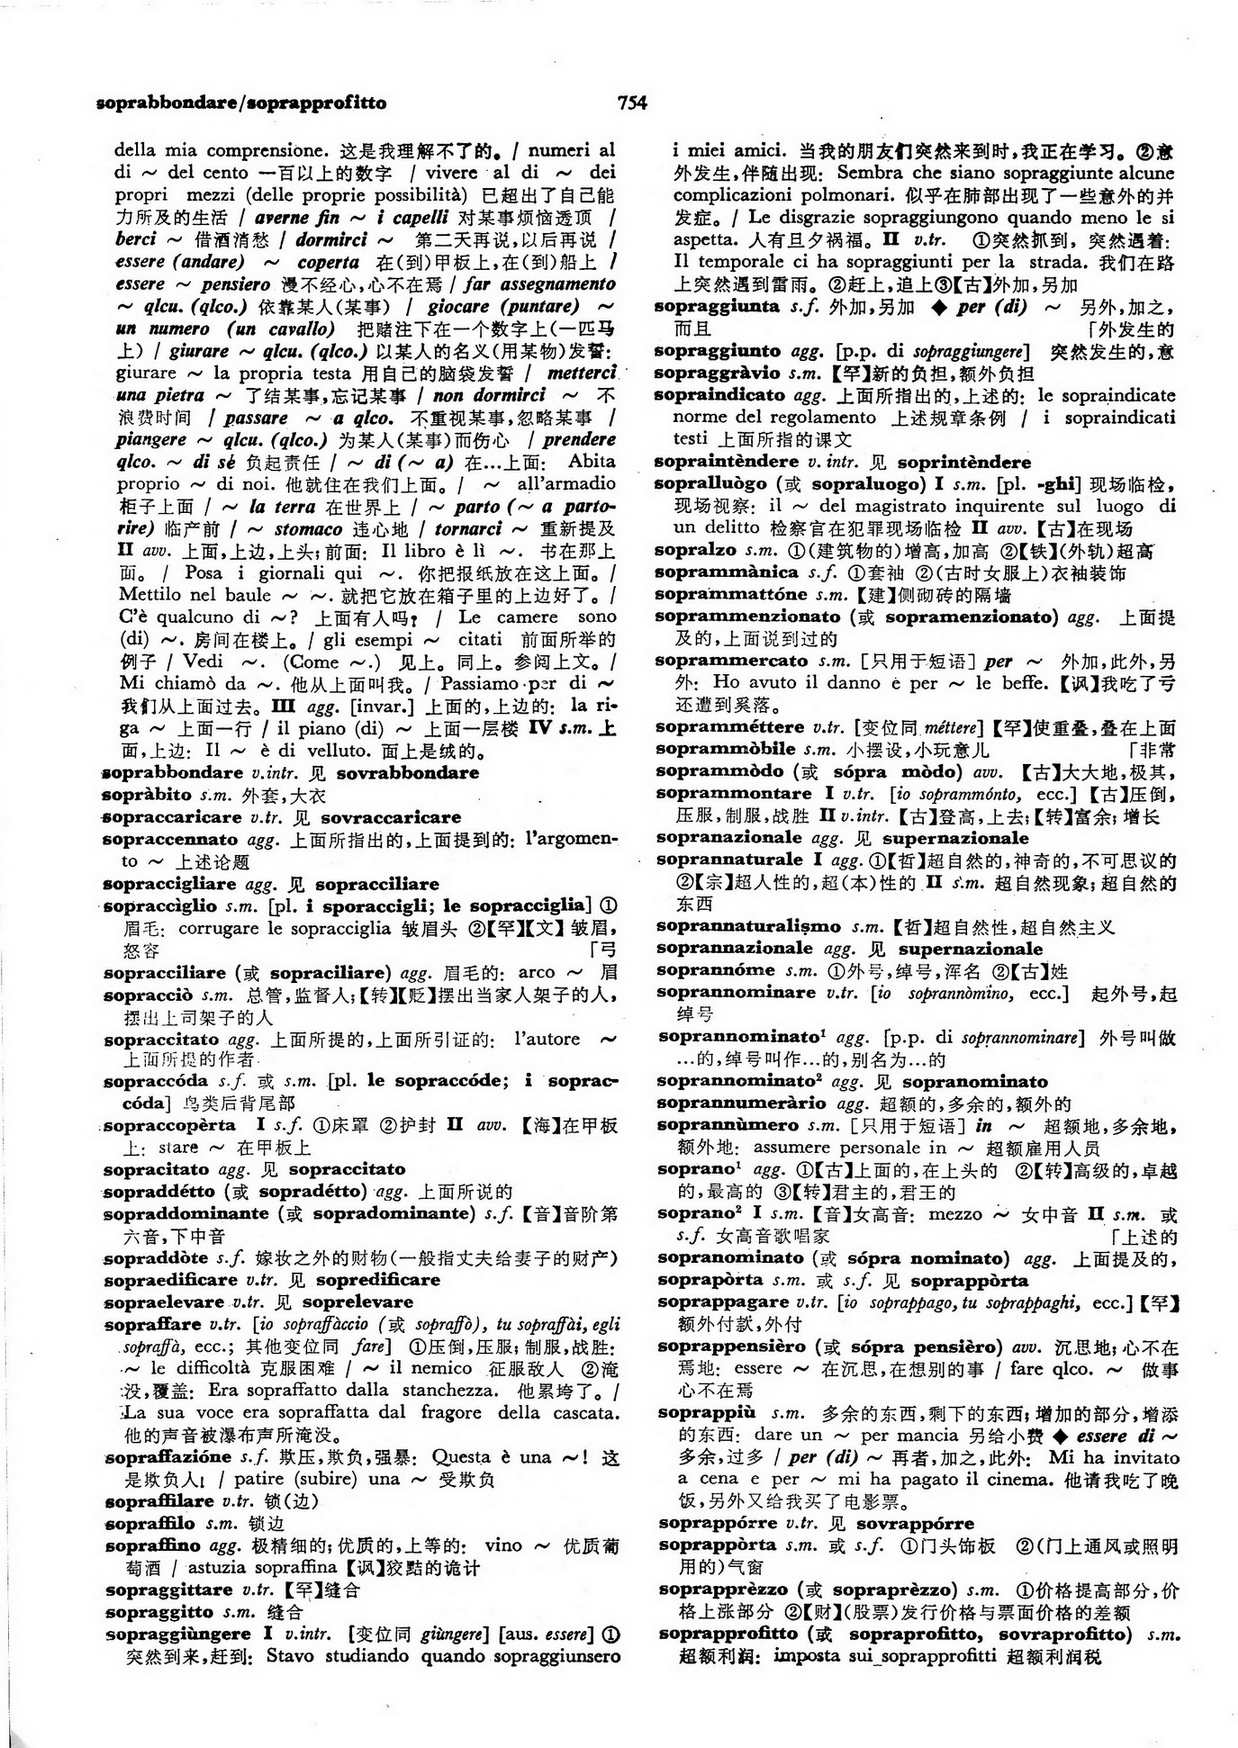 soprabbondare/soprapprofitto 754
della mia comprensione. 这是我理解不了的。 / numeri al
di ～ del cento 一百以上的数字 / vivere al di ～ dei
propri mezzi (delle proprie possibilità) 已超出了自己能
力所及的生活 / averne fin ～ i capelli 对某事烦恼透顶 /
berci ～ 借酒消愁 / dormirci ～ 第二天再说,以后再说 /
essere (andare) ～ coperta 在(到)甲板上,在(到)船上 /
essere ～ pensiero 漫不经心,心不在焉 / far assegnamento
～ qlcu. (qlco.) 依靠某人(某事) / giocare (puntare) ～
un numero (un cavallo) 把赌注下在一个数字上(一匹马
上) / giurare ～ qlcu. (qlco.) 以某人的名义(用某物)发誓:
giurare ～ la propria testa 用自己的脑袋发誓 / metterci
una pietra ～ 了结某事,忘记某事 / non dormirci ～ 不
浪费时间 / passare ～ a qlco. 不重视某事,忽略某事 /
piangere ～ qlcu. (qlco.) 为某人(某事)而伤心 / prendere
qlco. ～ di sé 负起责任 / ～ di (～ a) 在…上面: Abita
proprio ～ di noi. 他就住在我们上面。 / ～ all'armadio
柜子上面 / ～ la terra 在世界上 / ～ parto (～ a parto-
rire) 临产前 / ～ stomaco 违心地 / tornarci ～ 重新提及
II avv. 上面,上边,上头;前面: Il libro è lì ～. 书在那上
面。 / Posa i giornali qui ～. 你把报纸放在这上面。 /
Mettilo nel baule ～ ～. 就把它放在箱子里的上边好了。 /
C'è qualcuno di ～? 上面有人吗? / Le camere sono
(di) ～. 房间在楼上。 / gli esempi ～ citati 前面所举的
例子 / Vedi ～. (Come ～.) 见上。同上。参阅上文。 /
Mi chiamò da ～. 他从上面叫我。 / Passiamo per di ～
我们从上面过去。 III agg. [invar.] 上面的,上边的: la ri-
ga ～ 上面一行 / il piano (di) ～ 上面一层楼 IV s.m. 上
面,上边: Il ～ è di velluto. 面上是绒的。
soprabbondare v.intr. 见 sovrabbondare
sopràbito s.m. 外套,大衣
sopraccaricare v.tr. 见 sovraccaricare
sopraccennato agg. 上面所指出的,上面提到的: l'argomen-
to ～ 上述论题
sopraccigliare agg. 见 sopracciliare
sopracciglio s.m. [pl. i sporaccigli; le sopracciglia] ①
眉毛: corrugare le sopracciglia 皱眉头 ②【罕】【文】皱眉,
怒容 「弓
sopracciliare (或 sopraciliare) agg. 眉毛的: arco ～ 眉
sopracciò s.m. 总管,监督人;【转】【贬】摆出当家人架子的人,
摆出上司架子的人
sopraccitato agg. 上面所提的,上面所引证的: l'autore ～
上面所提的作者
sopraccóda s.f. 或 s.m. [pl. le sopraccóde; i soprac-
códa] 鸟类后背尾部
sopraccopèrta I s.f. ①床罩 ②护封 II avv. 【海】在甲板
上: stare ～ 在甲板上
sopracitato agg. 见 sopraccitato
sopraddétto (或 sopradétto) agg. 上面所说的
sopraddominante (或 sopradominante) s.f. 【音】音阶第
六音,下中音
sopraddòte s.f. 嫁妆之外的财物(一般指丈夫给妻子的财产)
sopraedificare v.tr. 见 sopredificare
sopraelevare v.tr. 见 soprelevare
sopraffare v.tr. [io sopraffàccio (或 sopraffò), tu sopraffài, egli
sopraffà, ecc.; 其他变位同 fare] ①压倒,压服;制服,战胜:
～ le difficoltà 克服困难 / ～ il nemico 征服敌人 ②淹
没,覆盖: Era sopraffatto dalla stanchezza. 他累垮了。 /
La sua voce era sopraffatta dal fragore della cascata.
他的声音被瀑布声所淹没。
sopraffazióne s.f. 欺压,欺负,强暴: Questa è una ～! 这
是欺负人! / patire (subire) una ～ 受欺负
sopraffilare v.tr. 锁(边)
sopraffilo s.m. 锁边
sopraffino agg. 极精细的;优质的,上等的: vino ～ 优质葡
萄酒 / astuzia sopraffina 【讽】狡黠的诡计
sopraggittare v.tr. 【罕】缝合
sopraggitto s.m. 缝合
sopraggiùngere I v.intr. [变位同 giùngere] [aus. essere] ①
突然到来,赶到: Stavo studiando quando sopraggiunsero
i miei amici. 当我的朋友们突然来到时,我正在学习。②意
外发生,伴随出现: Sembra che siano sopraggiunte alcune
complicazioni polmonari. 似乎在肺部出现了一些意外的并
发症。 / Le disgrazie sopraggiungono quando meno le si
aspetta. 人有旦夕祸福。 II v.tr. ①突然抓到, 突然遇着:
Il temporale ci ha sopraggiunti per la strada. 我们在路
上突然遇到雷雨。②赶上,追上③【古】外加,另加
sopraggiunta s.f. 外加,另加 ◆ per (di) ～ 另外,加之,
而且 「外发生的
sopraggiunto agg. [p.p. di sopraggiungere] 突然发生的,意
sopraggràvio s.m. 【罕】新的负担,额外负担
sopraindicato agg. 上面所指出的,上述的: le sopraindicate
norme del regolamento 上述规章条例 / i sopraindicati
testi 上面所指的课文
sopraintèndere v. intr. 见 soprintèndere
sopralluògo (或 sopraluogo) I s.m. [pl. -ghi] 现场临检,
现场视察: il ～ del magistrato inquirente sul luogo di
un delitto 检察官在犯罪现场临检 II avv. 【古】在现场
sopralzo s.m. ①(建筑物的)增高,加高 ②【铁】(外轨)超高
soprammànica s.f. ①套袖 ②(古时女服上)衣袖装饰
soprammattóne s.m. 【建】侧砌砖的隔墙
soprammenzionato (或 sopramenzionato) agg. 上面提
及的,上面说到过的
soprammercato s.m. [只用于短语] per ～ 外加,此外,另
外: Ho avuto il danno e per ～ le beffe. 【讽】我吃了亏
还遭到奚落。
sopramméttere v.tr. [变位同 méttere] 【罕】使重叠,叠在上面
soprammòbile s.m. 小摆设,小玩意儿 「非常
soprammòdo (或 sópra mòdo) avv. 【古】大大地,极其,
soprammontare I v.tr. [io soprammónto, ecc.] 【古】压倒,
压服,制服,战胜 II v.intr. 【古】登高,上去;【转】富余;增长
sopranazionale agg. 见 supernazionale
soprannaturale I agg. ①【哲】超自然的,神奇的,不可思议的
②【宗】超人性的,超(本)性的 II s.m. 超自然现象;超自然的
东西
soprannaturalismo s.m. 【哲】超自然性,超自然主义
soprannazionale agg. 见 supernazionale
soprannóme s.m. ①外号,绰号,浑名 ②【古】姓
soprannominare v.tr. [io soprannòmino, ecc.] 起外号,起
绰号
soprannominato¹ agg. [p.p. di soprannominare] 外号叫做
…的,绰号叫作…的,别名为…的
soprannominato² agg. 见 sopranominato
soprannumeràrio agg. 超额的,多余的,额外的
soprannùmero s.m. [只用于短语] in ～ 超额地,多余地,
额外地: assumere personale in ～ 超额雇用人员
soprano¹ agg. ①【古】上面的,在上头的 ②【转】高级的,卓越
的,最高的 ③【转】君主的,君王的
soprano² I s.m. 【音】女高音: mezzo ～ 女中音 II s.m. 或
s.f. 女高音歌唱家 「上述的
sopranominato (或 sópra nominato) agg. 上面提及的,
soprapòrta s.m. 或 s.f. 见 soprappòrta
soprappagare v.tr. [io soprappago, tu soprappaghi, ecc.] 【罕】
额外付款,外付
soprappensièro (或 sópra pensièro) avv. 沉思地;心不在
焉地: essere ～ 在沉思,在想别的事 / fare qlco. ～ 做事
心不在焉
soprappiù s.m. 多余的东西,剩下的东西;增加的部分,增添
的东西: dare un ～ per mancia 另给小费 ◆ essere di ～
多余,过多 / per (di) ～ 再者,加之,此外: Mi ha invitato
a cena e per ～ mi ha pagato il cinema. 他请我吃了晚
饭,另外又给我买了电影票。
soprappórre v.tr. 见 sovrappórre
soprappòrta s.m. 或 s.f. ①门头饰板 ②(门上通风或照明
用的)气窗
soprapprèzzo (或 sopraprèzzo) s.m. ①价格提高部分,价
格上涨部分 ②【财】(股票)发行价格与票面价格的差额
soprapprofitto (或 sopraprofitto, sovraprofitto) s.m.
超额利润: imposta sui soprapprofitti 超额利润税